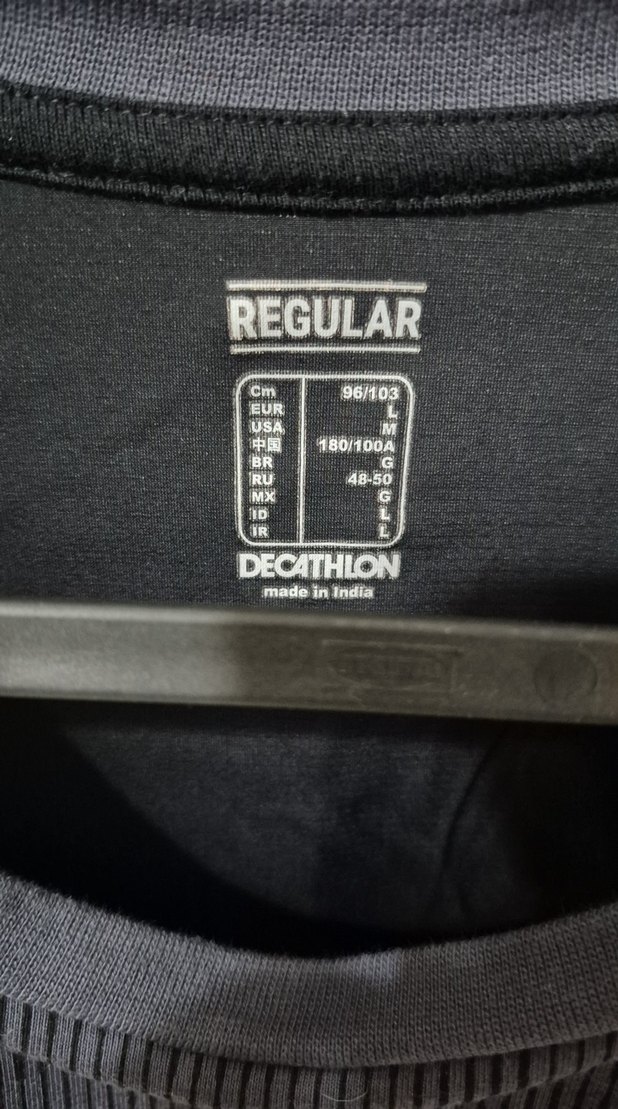 REGULAR
Cm 96/103
EUR L
USA M
中国 180/100A
BR G
RU 48-50
MX G
ID L
IR L
DECATHLON
made in India